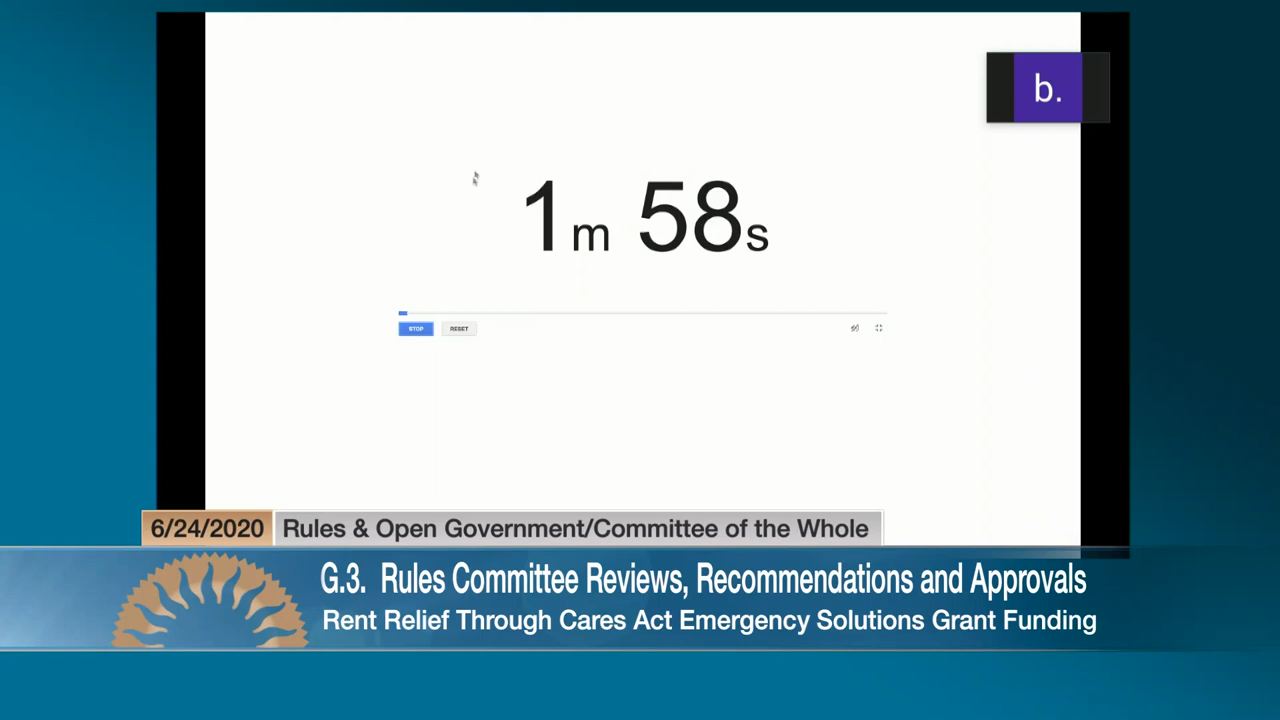 b.
1m 58s
STOP
RESET
6/24/2020
Rules & Open Government/Committee of the Whole
G.3. Rules Committee Reviews, Recommendations and Approvals
Rent Relief Through Cares Act Emergency Solutions Grant Funding